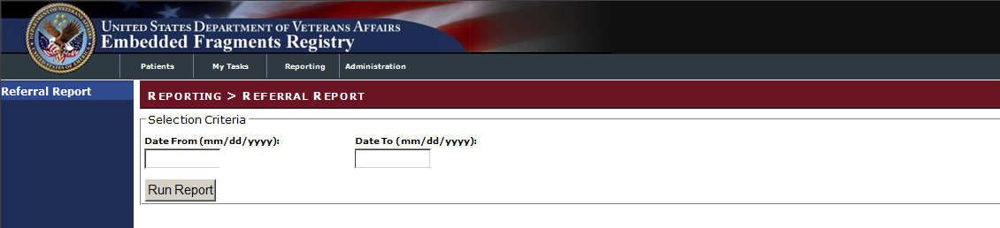 UNITED STATES DEPARTMENT OF VETERANS AFFAIRS
Embedded Fragments Registry
Patients My Tasks Reporting Administration
Referral Report
REPORTING > REFERRAL REPORT
Selection Criteria
Date From (mm/dd/yyyy): Date To (mm/dd/yyyy):
Run Report